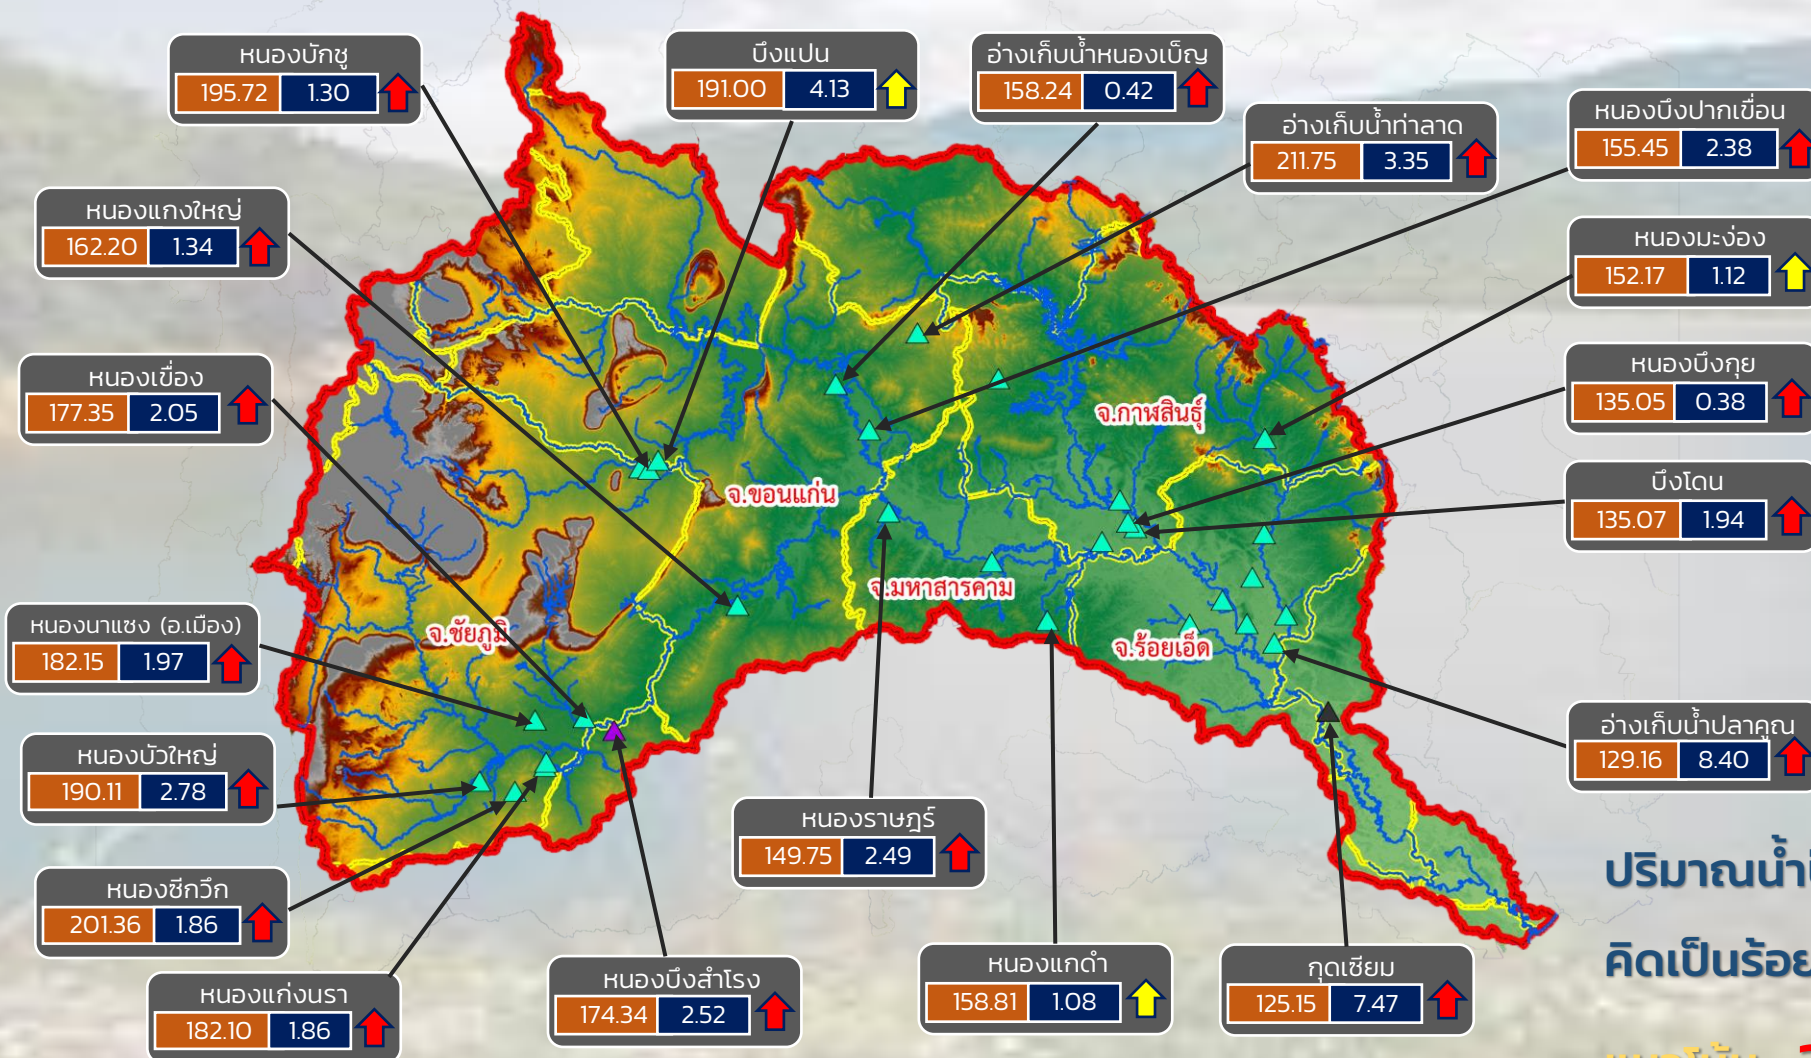 หนองบักชู
195.72 1.30
บึงแปน
191.00 4.13
อ่างเก็บน้ำหนองเบ็ญ
158.24 0.42
อ่างเก็บน้ำท่าลาด
211.75 3.35
หนองบึงปากเขื่อน
155.45 2.38
หนองแกงใหญ่
162.20 1.34
หนองมะง่อง
152.17 1.12
หนองเขื่อง
177.35 2.05
หนองบึงกุย
135.05 0.38
จ.กาฬสินธุ์
บึงโดน
135.07 1.94
จ.ขอนแก่น
จ.มหาสารคาม
จ.ชัยภูมิ
จ.ร้อยเอ็ด
หนองนาแซง (อ.เมือง)
182.15 1.97
อ่างเก็บน้ำปลาคูณ
129.16 8.40
หนองบัวใหญ่
190.11 2.78
หนองราษฎร์
149.75 2.49
หนองซีกวึก
201.36 1.86
หนองแก่งนรา
182.10 1.86
หนองบึงสำโรง
174.34 2.52
หนองแกดำ
158.81 1.08
กุดเซียม
125.15 7.47
ปริมาณน้ำ
คิดเป็นร้อย